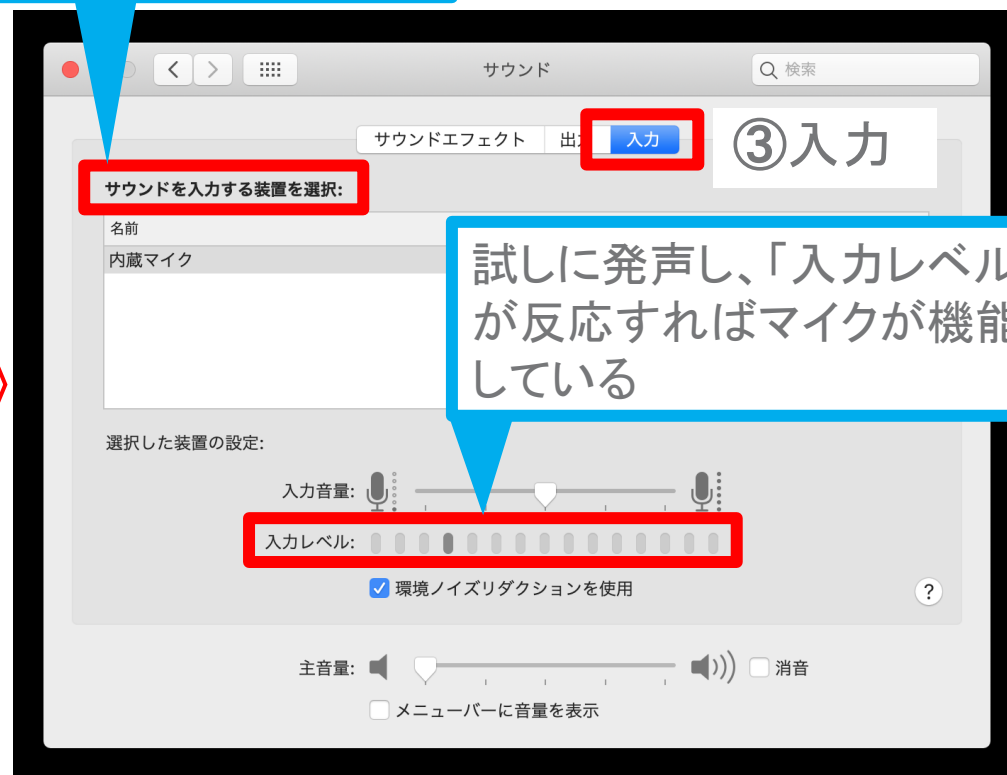 サウンド
検索
サウンドエフェクト
出
入力
③入力
サウンドを入力する装置を選択:
名前
内蔵マイク
試しに発声し、「入力レベル
が反応すればマイクが機能
している
選択した装置の設定:
入力音量:
入力レベル:
環境ノイズリダクションを使用
?
主音量:
消音
メニューバーに音量を表示